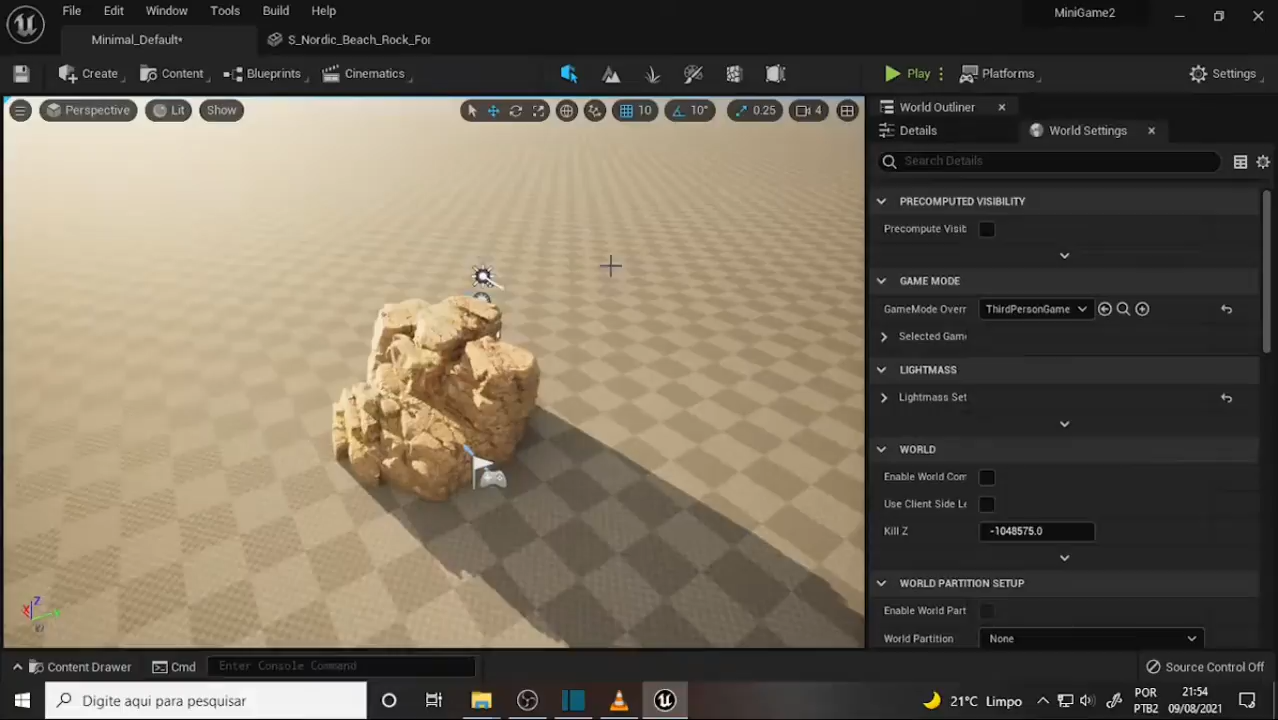 File Edit Window Tools Build Help
MiniGame2
Minimal_Default*
S_Nordic_Beach_Rock_For
Create
Content
Blueprints
Cinematics
Play
Platforms
Settings
Perspective
Lit
Show
10
10°
0.25
4
World Outliner
Details
World Settings
Search Details
PRECOMPUTED VISIBILITY
Precompute Visib
GAME MODE
GameMode Overr
ThirdPersonGame
Selected Gam
LIGHTMASS
Lightmass Set
WORLD
Enable World Com
Use Client Side Le
Kill Z
-1048575.0
WORLD PARTITION SETUP
Enable World Part
World Partition
None
X Z Y
Content Drawer
Cmd
Enter Console Command
Source Control Off
Digite aqui para pesquisar
21°C Limpo
POR
PTB2
21:54
09/08/2021